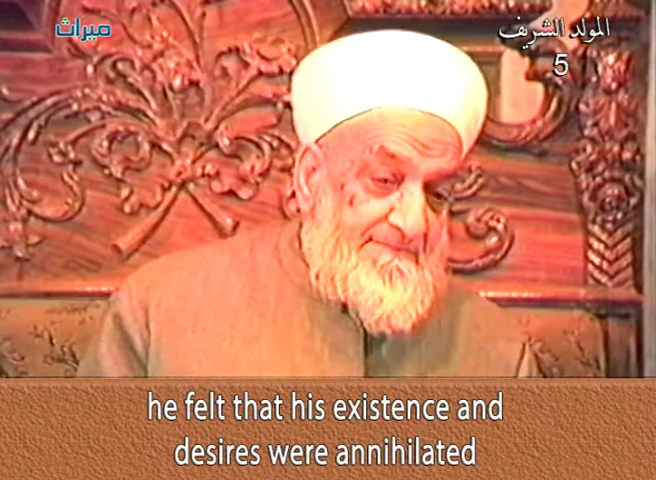 ميراث
المولد الشريف
5
he felt that his existence and
desires were annihilated